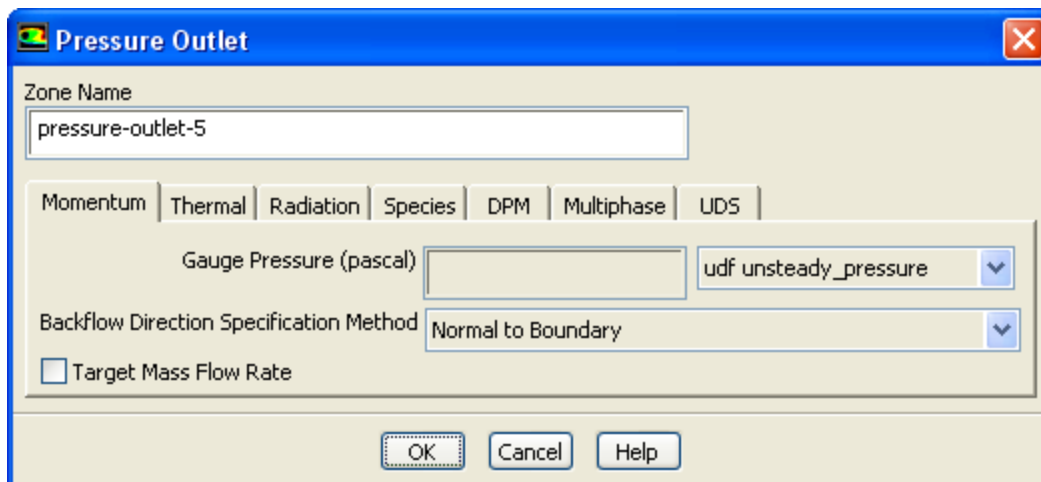 Pressure Outlet
Zone Name
pressure-outlet-5
Momentum Thermal Radiation Species DPM Multiphase UDS
Gauge Pressure (pascal) udf unsteady_pressure
Backflow Direction Specification Method Normal to Boundary
Target Mass Flow Rate
OK Cancel Help